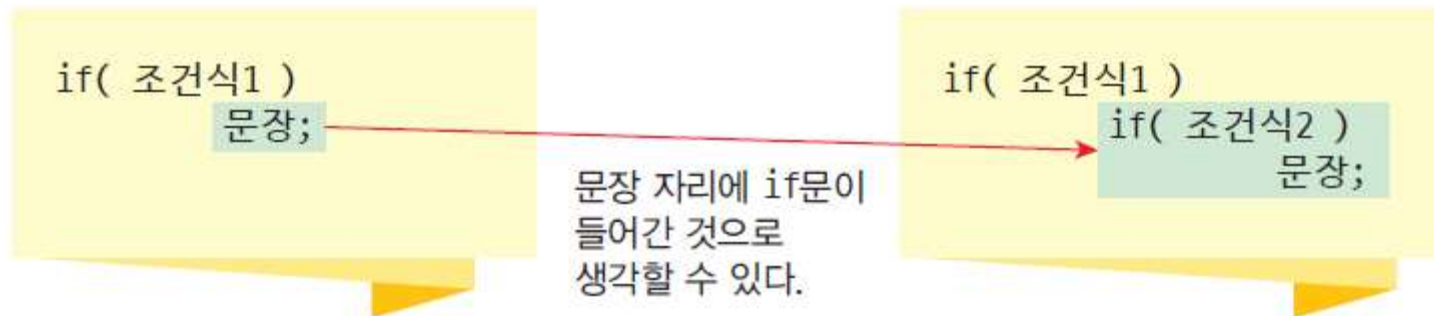 if( 조건식1 )
문장;
문장 자리에 if문이
들어간 것으로
생각할 수 있다.
if( 조건식1 )
if( 조건식2 )
문장;